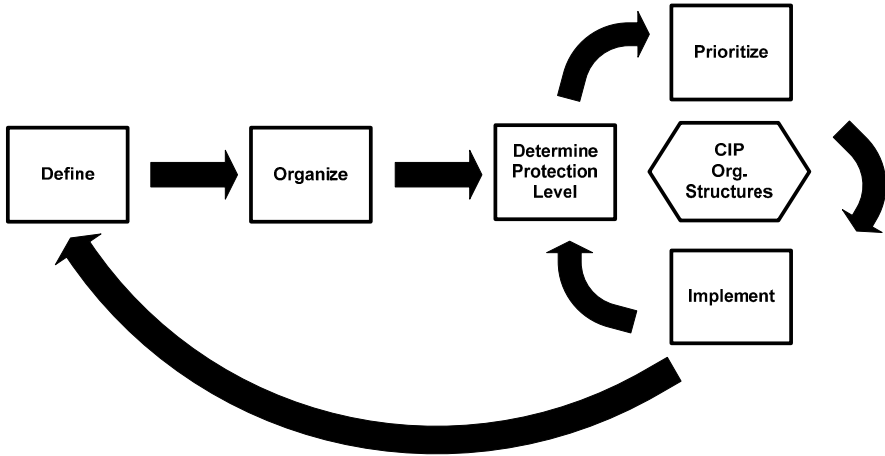 Define
Organize
Determine
Protection
Level
Prioritize
CIP
Org-
Structures
Implement